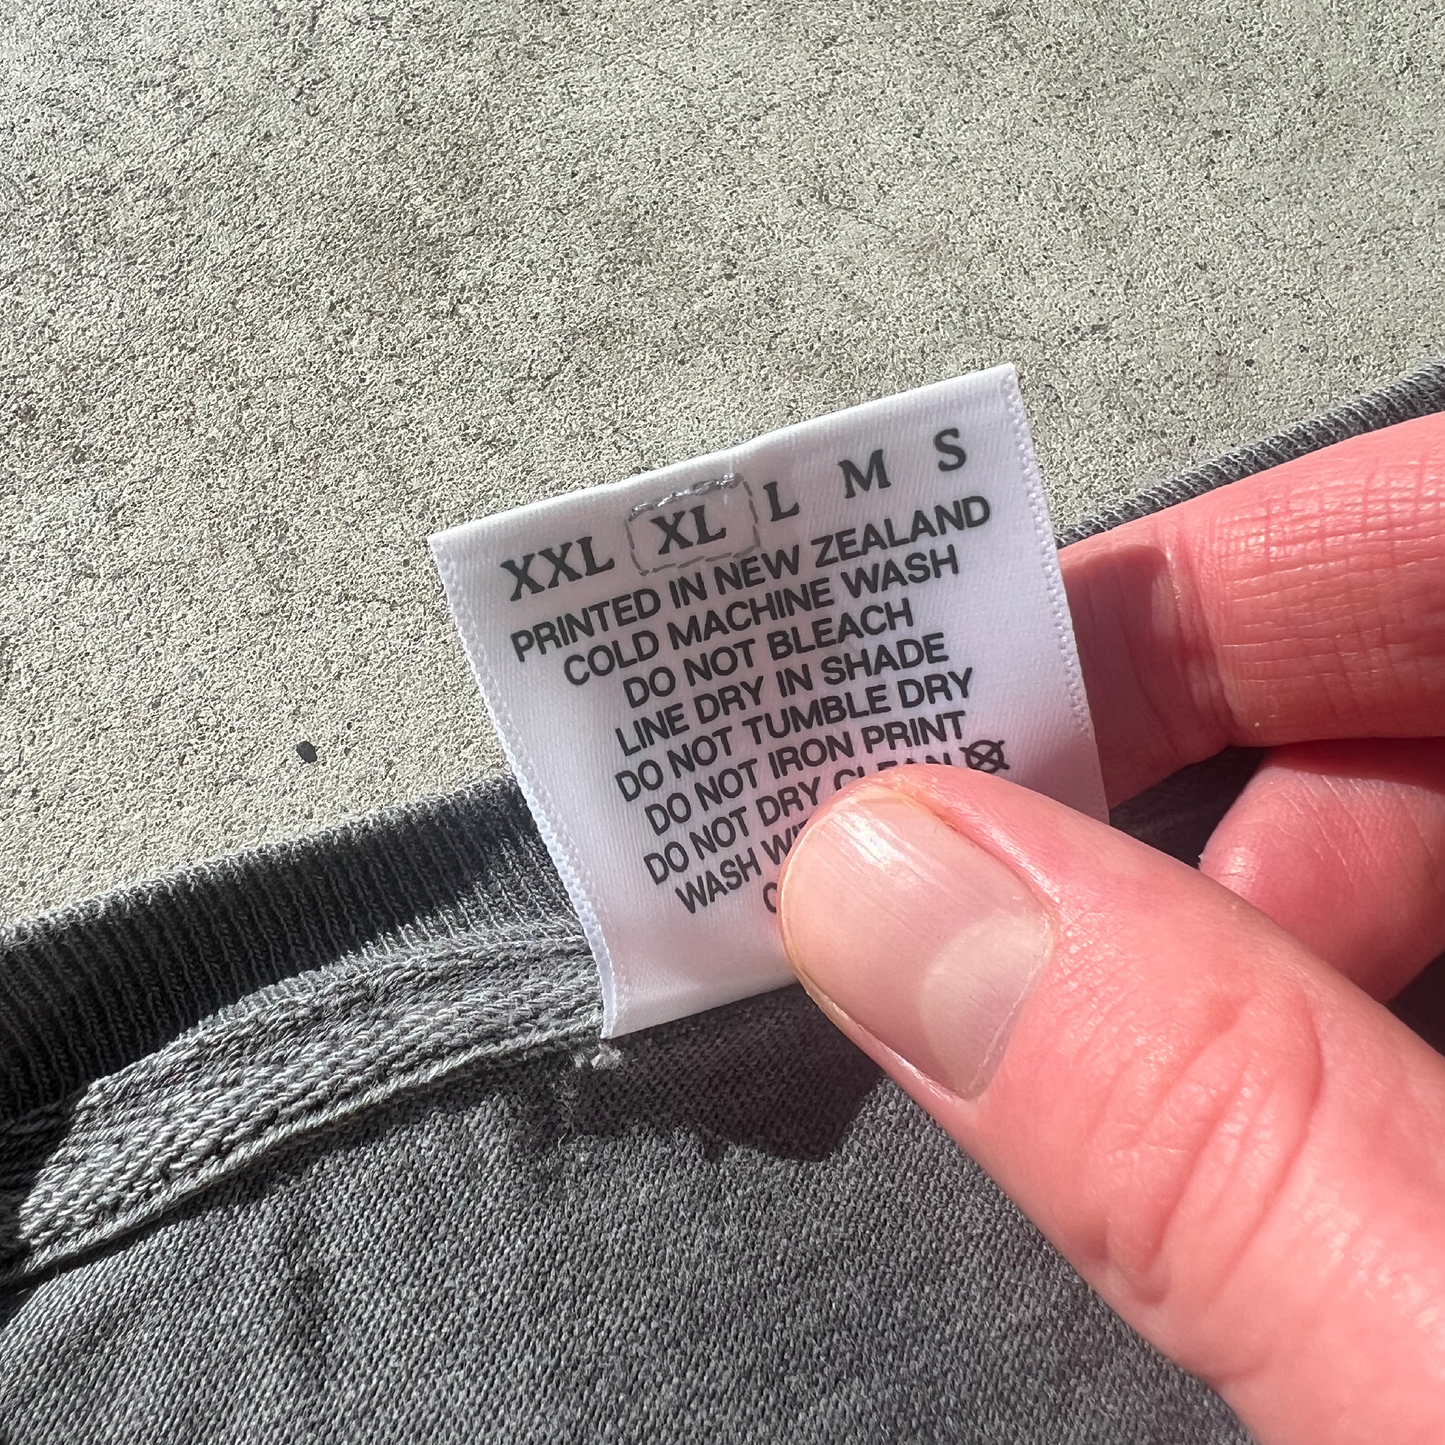 XXL XL L M S
PRINTED IN NEW ZEALAND
COLD MACHINE WASH
DO NOT BLEACH
LINE DRY IN SHADE
DO NOT TUMBLE DRY
DO NOT IRON PRINT
DO NOT DRY CLEAN
WASH